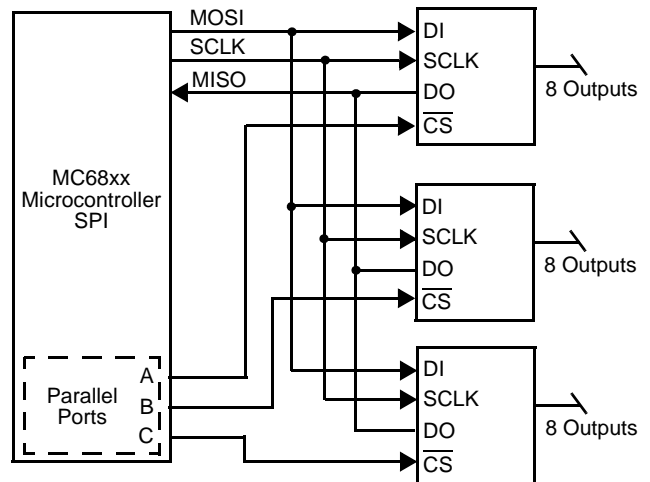 MOSI
SCLK
MISO
MC68xx
Microcontroller
SPI
Parallel
Ports
A
B
C
DI
SCLK
DO
CS
8 Outputs
DI
SCLK
DO
CS
8 Outputs
DI
SCLK
DO
CS
8 Outputs